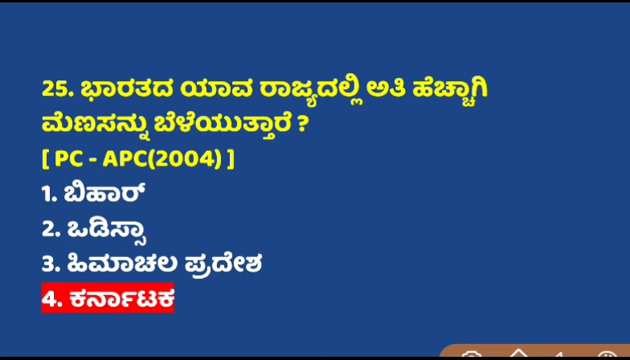 25. ಭಾರತದ ಯಾವ ರಾಜ್ಯದಲ್ಲಿ ಅತಿ ಹೆಚ್ಚಾಗಿ
ಮೆಣಸನ್ನು ಬೆಳೆಯುತ್ತಾರೆ ?
[ PC - APC(2004) ]
1. ಬಿಹಾರ್
2. ಒಡಿಸ್ಸಾ
3. ಹಿಮಾಚಲ ಪ್ರದೇಶ
4. ಕರ್ನಾಟಕ